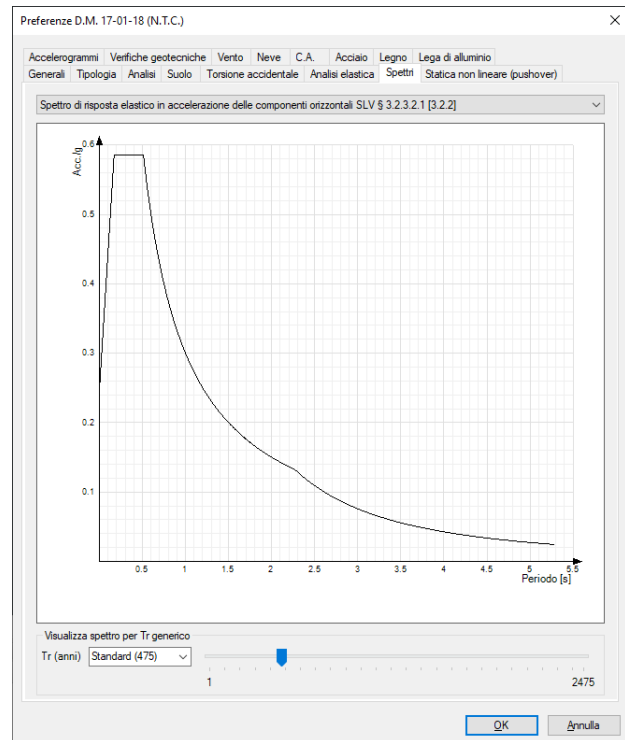 Preferenze D.M. 17-01-18 (N.T.C.)
Accelerogrammi Verifiche geotecniche Vento Neve C.A. Acciaio Legno Lega di alluminio
Generali Tipologia Analisi Suolo Torsione accidentale Analisi elastica Spettri Statica non lineare (pushover)
Spettro di risposta elastico in accelerazione delle componenti orizzontali SLV § 3.2.3.2.1 [3.2.2]
Acc./g
0.6
0.5
0.4
0.3
0.2
0.1
0.5 1 1.5 2 2.5 3 3.5 4 4.5 5 5.5
Periodo [s]
Visualizza spettro per Tr generico
Tr (anni) Standard (475)
1 2475
OK Annulla